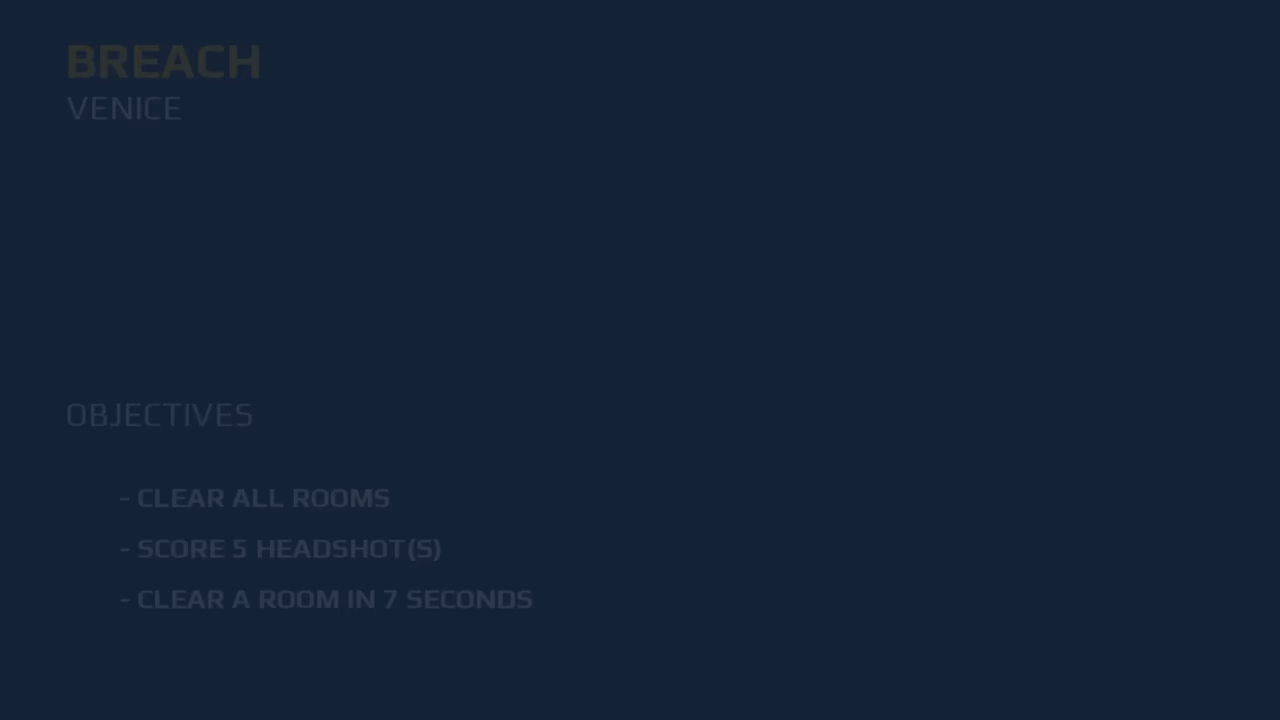 BREACH
VENICE
OBJECTIVES
- CLEAR ALL ROOMS
- SCORE 5 HEADSHOT(S)
- CLEAR A ROOM IN 7 SECONDS